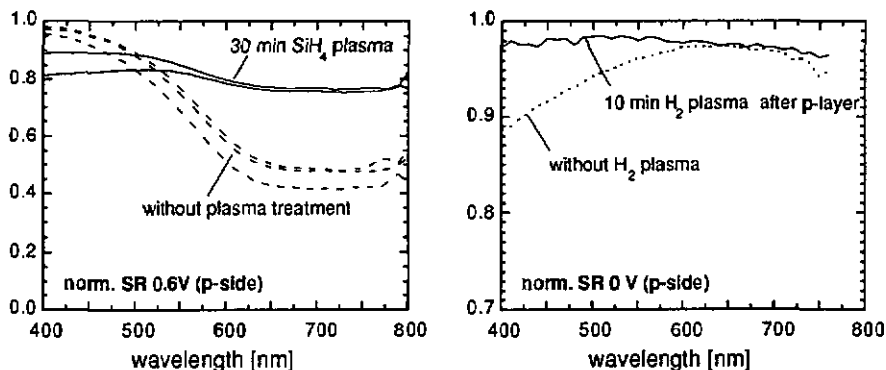 1.0
0.8
0.6
0.4
0.2
0.0
400 500 600 700 800
wavelength [nm]
30 min SiH4 plasma
without plasma treatment
norm. SR 0.6V (p-side)
1.0
0.9
0.8
0.7
400 500 600 700 800
wavelength [nm]
10 min H2 plasma after p-layer
without H2 plasma
norm. SR 0 V (p-side)